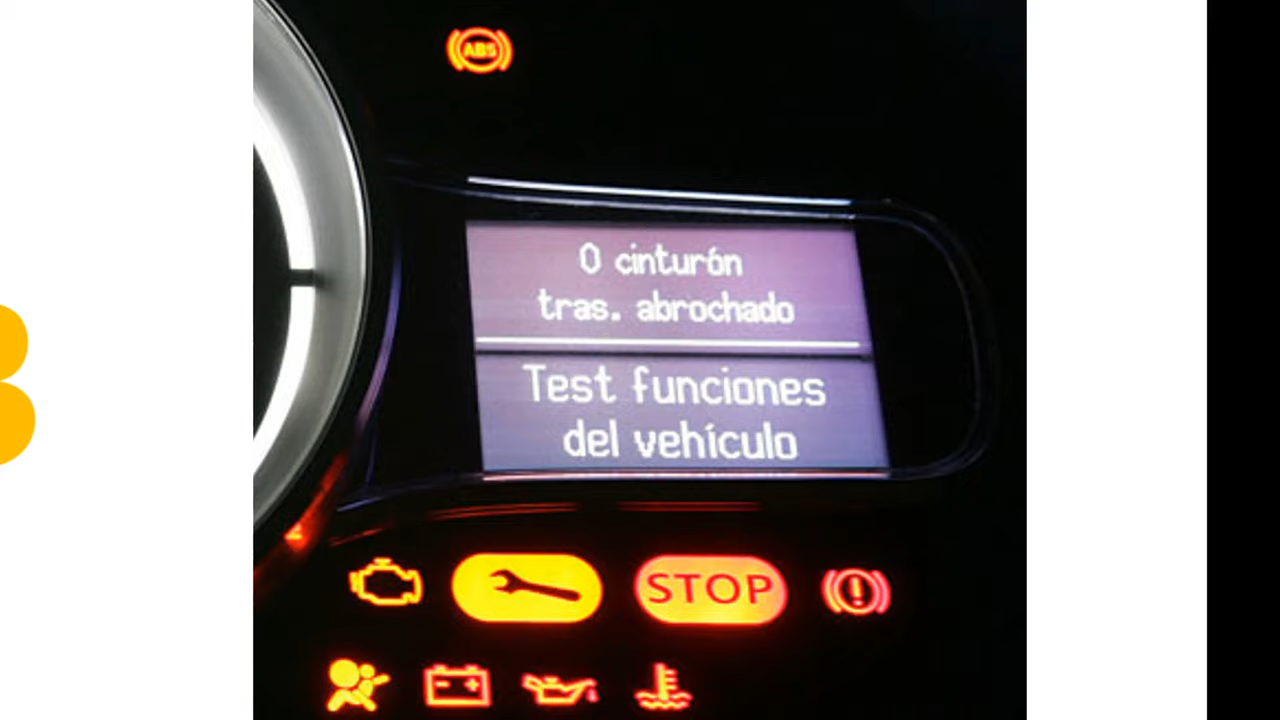 ABS
0 cinturón
tras. abrochado
Test funciones
del vehículo
STOP